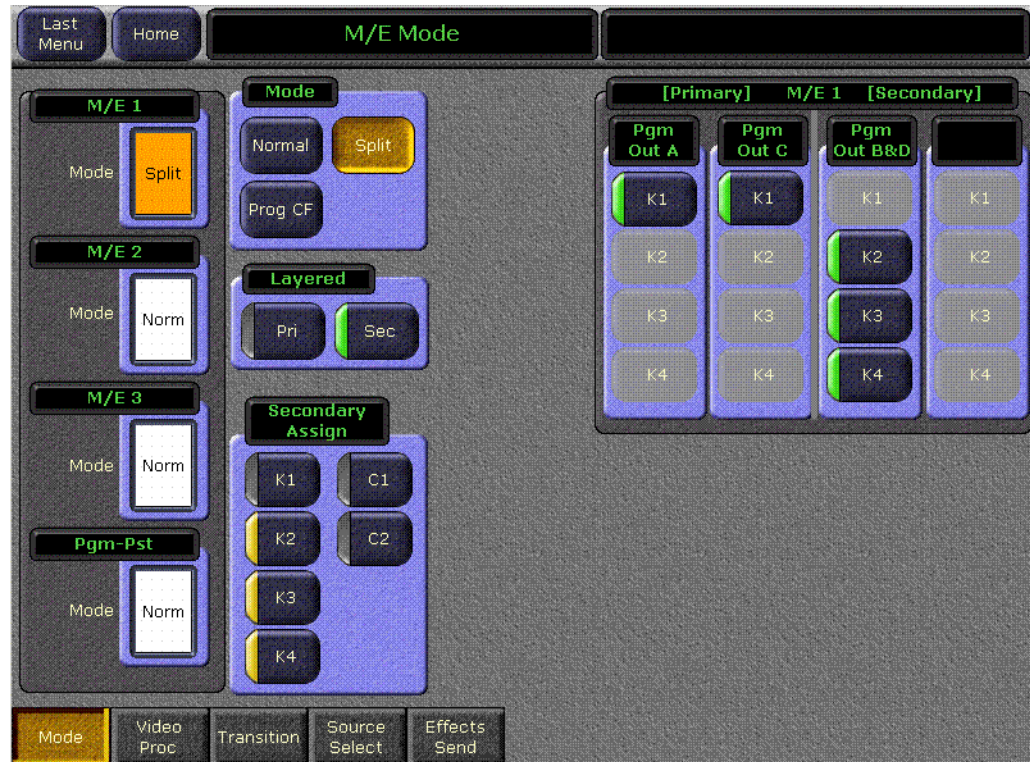 Last
Menu
Home
M/E Mode
M/E 1
Mode
Split
M/E 2
Mode
Norm
M/E 3
Mode
Norm
Pgm-Pst
Mode
Norm
Mode
Normal
Split
Prog CF
Layered
Pri
Sec
Secondary
Assign
K1
C1
K2
C2
K3
K4
[Primary] M/E 1 [Secondary]
Pgm
Out A
Pgm
Out C
Pgm
Out B&D
K1
K1
K1
K1
K2
K2
K2
K2
K3
K3
K3
K3
K4
K4
K4
K4
Mode
Video
Proc
Transition
Source
Select
Effects
Send